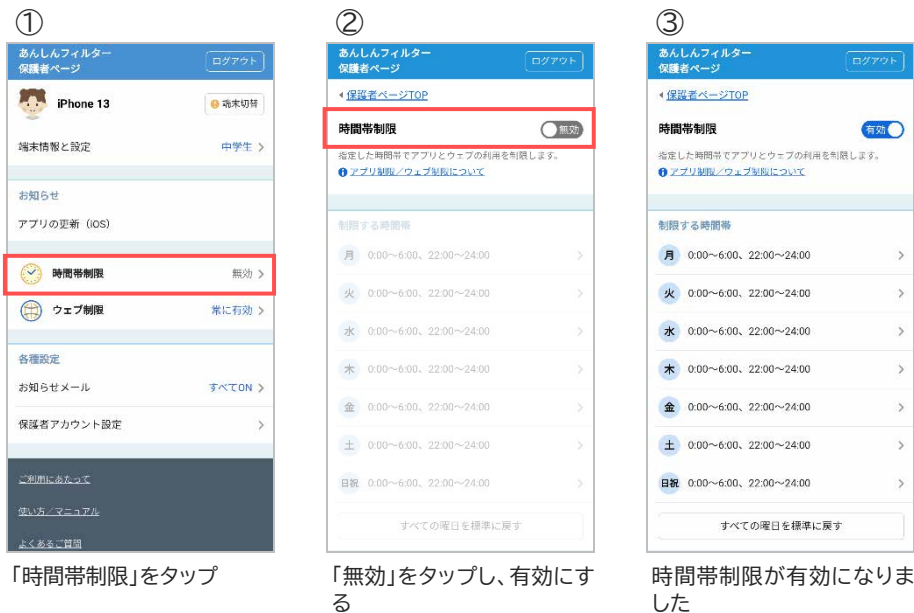 ①
あんしんフィルター
保護者ページ
ログアウト
iPhone 13
端末切替
端末情報と設定
中学生
お知らせ
アプリの更新（iOS）
時間帯制限
無効
ウェブ制限
常に有効
各種設定
お知らせメール
すべてON
保護者アカウント設定
ご利用にあたって
使い方／マニュアル
よくあるご質問
「時間帯制限」をタップ
②
あんしんフィルター
保護者ページ
ログアウト
保護者ページTOP
時間帯制限
無効
指定した時間帯でアプリとウェブの利用を制限します。
アプリ制限／ウェブ制限について
制限する時間帯
月 0:00～6:00、22:00～24:00
火 0:00～6:00、22:00～24:00
水 0:00～6:00、22:00～24:00
木 0:00～6:00、22:00～24:00
金 0:00～6:00、22:00～24:00
土 0:00～6:00、22:00～24:00
日祝 0:00～6:00、22:00～24:00
すべての曜日を標準に戻す
「無効」をタップし、有効にす
る
③
あんしんフィルター
保護者ページ
ログアウト
保護者ページTOP
時間帯制限
有効
指定した時間帯でアプリとウェブの利用を制限します。
アプリ制限／ウェブ制限について
制限する時間帯
月 0:00～6:00、22:00～24:00
火 0:00～6:00、22:00～24:00
水 0:00～6:00、22:00～24:00
木 0:00～6:00、22:00～24:00
金 0:00～6:00、22:00～24:00
土 0:00～6:00、22:00～24:00
日祝 0:00～6:00、22:00～24:00
すべての曜日を標準に戻す
時間帯制限が有効になりま
した